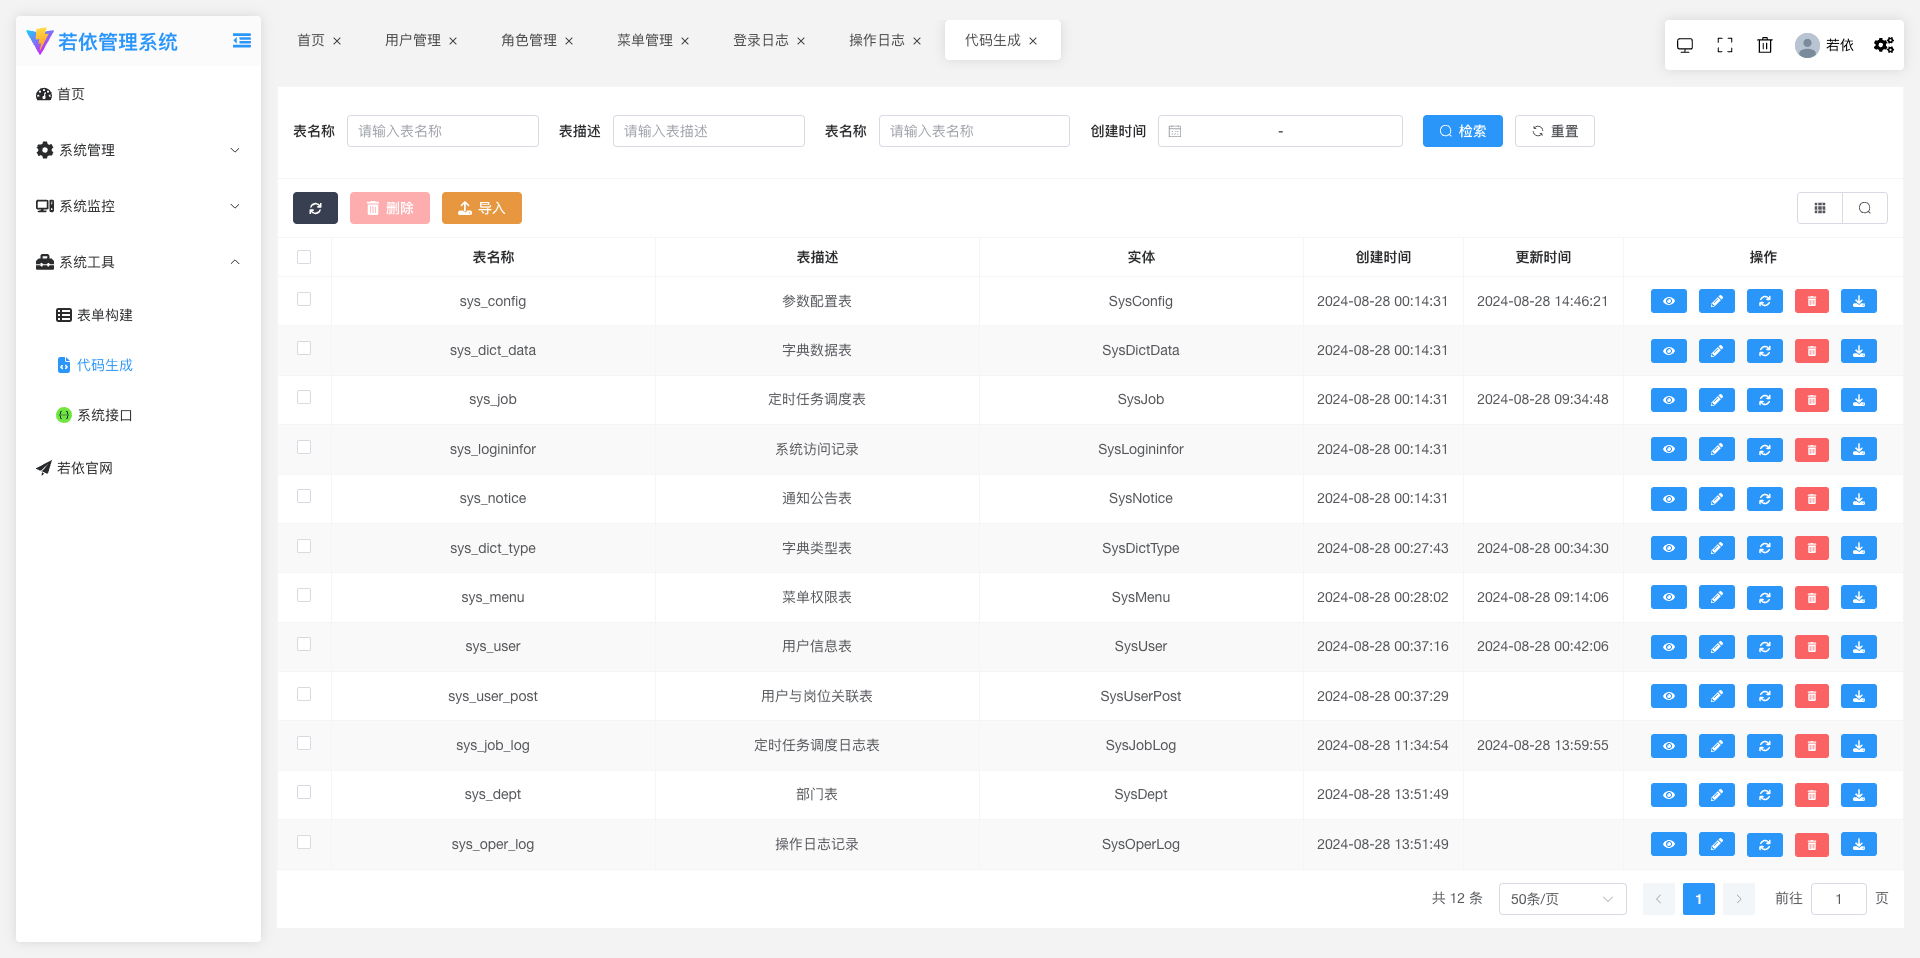 若依管理系统
首页
系统管理
系统监控
系统工具
表单构建
代码生成
系统接口
若依官网
首页 用户管理 角色管理 菜单管理 登录日志 操作日志 代码生成
若依
表名称 请输入表名称 表描述 请输入表描述 表名称 请输入表名称 创建时间 - 检索 重置
删除 导入
表名称 表描述 实体 创建时间 更新时间 操作
sys_config 参数配置表 SysConfig 2024-08-28 00:14:31 2024-08-28 14:46:21
sys_dict_data 字典数据表 SysDictData 2024-08-28 00:14:31
sys_job 定时任务调度表 SysJob 2024-08-28 00:14:31 2024-08-28 09:34:48
sys_logininfor 系统访问记录 SysLogininfor 2024-08-28 00:14:31
sys_notice 通知公告表 SysNotice 2024-08-28 00:14:31
sys_dict_type 字典类型表 SysDictType 2024-08-28 00:27:43 2024-08-28 00:34:30
sys_menu 菜单权限表 SysMenu 2024-08-28 00:28:02 2024-08-28 09:14:06
sys_user 用户信息表 SysUser 2024-08-28 00:37:16 2024-08-28 00:42:06
sys_user_post 用户与岗位关联表 SysUserPost 2024-08-28 00:37:29
sys_job_log 定时任务调度日志表 SysJobLog 2024-08-28 11:34:54 2024-08-28 13:59:55
sys_dept 部门表 SysDept 2024-08-28 13:51:49
sys_oper_log 操作日志记录 SysOperLog 2024-08-28 13:51:49
共 12 条 50条/页 1 前往 1 页